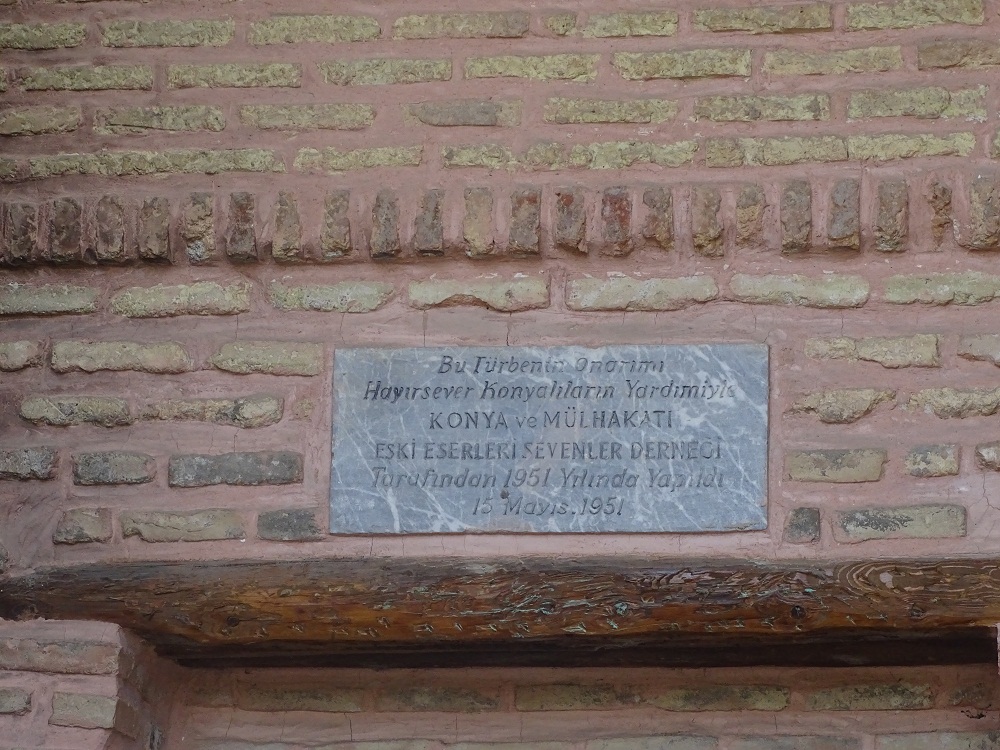 Bu Türbenin Onarımı
Hayırsever Konyalıların Yardımiyle
KONYA ve MÜLHAKATI
ESKİ ESERLERİ SEVENLER DERNEĞİ
Tarafından 1951 Yılında Yapıldı
15 Mayıs.1951